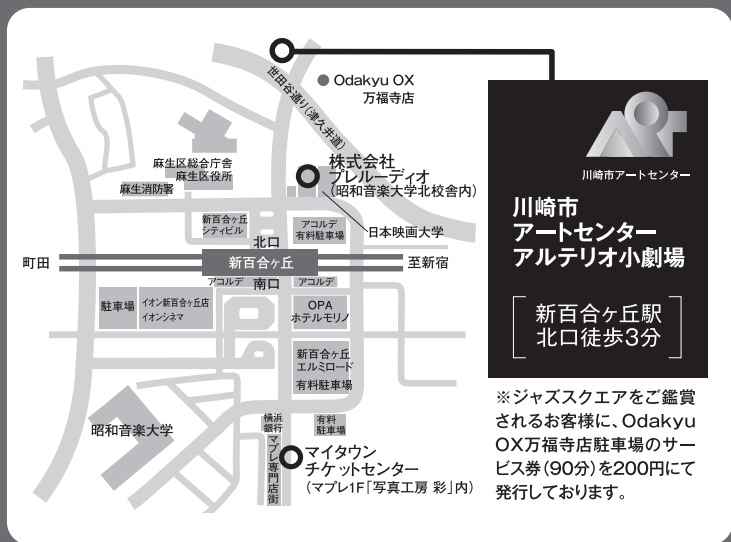 世田谷通り(津久井道)
Odakyu OX
万福寺店
麻生区総合庁舎
麻生区役所
麻生消防署
株式会社
プレルーディオ
(昭和音楽大学北校舎内)
日本映画大学
新百合ヶ丘
シティビル
北口
アコルデ
有料駐車場
町田
新百合ヶ丘
至新宿
アコルデ
南口
アコルデ
駐車場
イオン新百合ヶ丘店
イオンシネマ
OPA
ホテルモリノ
新百合ヶ丘
エルミロード
有料駐車場
昭和音楽大学
横浜
銀行
有料
駐車場
マプレ専門店街
マイタウン
チケットセンター
(マプレ1F「写真工房 彩」内)
ART
川崎市アートセンター
川崎市
アートセンター
アルテリオ小劇場
新百合ヶ丘駅
北口徒歩3分
※ジャズスクエアをご鑑賞
されるお客様に、Odakyu
OX万福寺店駐車場のサー
ビス券(90分)を200円にて
発行しております。